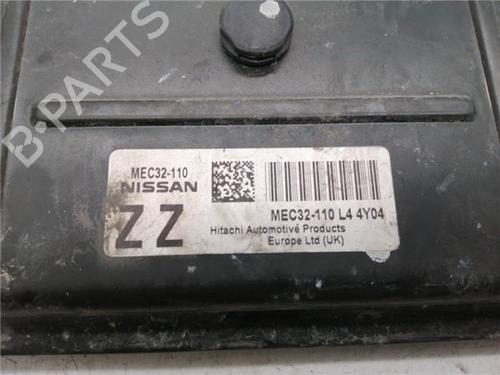 B-PARTS
MEC32-110
NISSAN
ZZ
MEC32-110 L4 4Y04
Hitachi Automotive Products
Europe Ltd (UK)